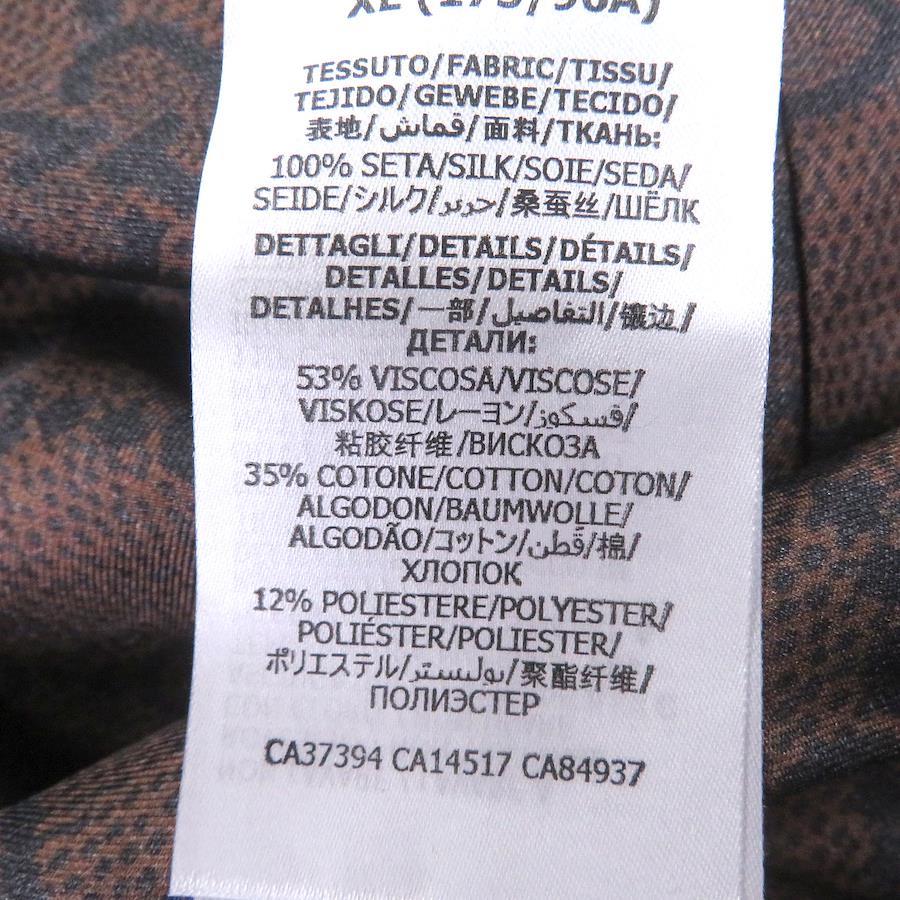 XL (175/96A)
TESSUTO/FABRIC/TISSU/
TEJIDO/GEWEBE/TECIDO/
表地/قماش/面料/ТКАНЬ:
100% SETA/SILK/SOIE/SEDA/
SEIDE/シルク/حرير/桑蚕丝/ШЁЛК
DETTAGLI/DETAILS/DÉTAILS/
DETALLES/DETAILS/
DETALHES/一部/التفاصيل/镶边/
ДЕТАЛИ:
53% VISCOSA/VISCOSE/
VISKOSE/レーヨン/فسكوز/
粘胶纤维/ВИСКОЗА
35% COTONE/COTTON/COTON/
ALGODON/BAUMWOLLE/
ALGODÃO/コットン/قُطن/棉/
ХЛОПОК
12% POLIESTERE/POLYESTER/
POLIÉSTER/POLIESTER/
ポリエステル/بوليستر/聚酯纤维/
ПОЛИЭСТЕР
CA37394 CA14517 CA84937